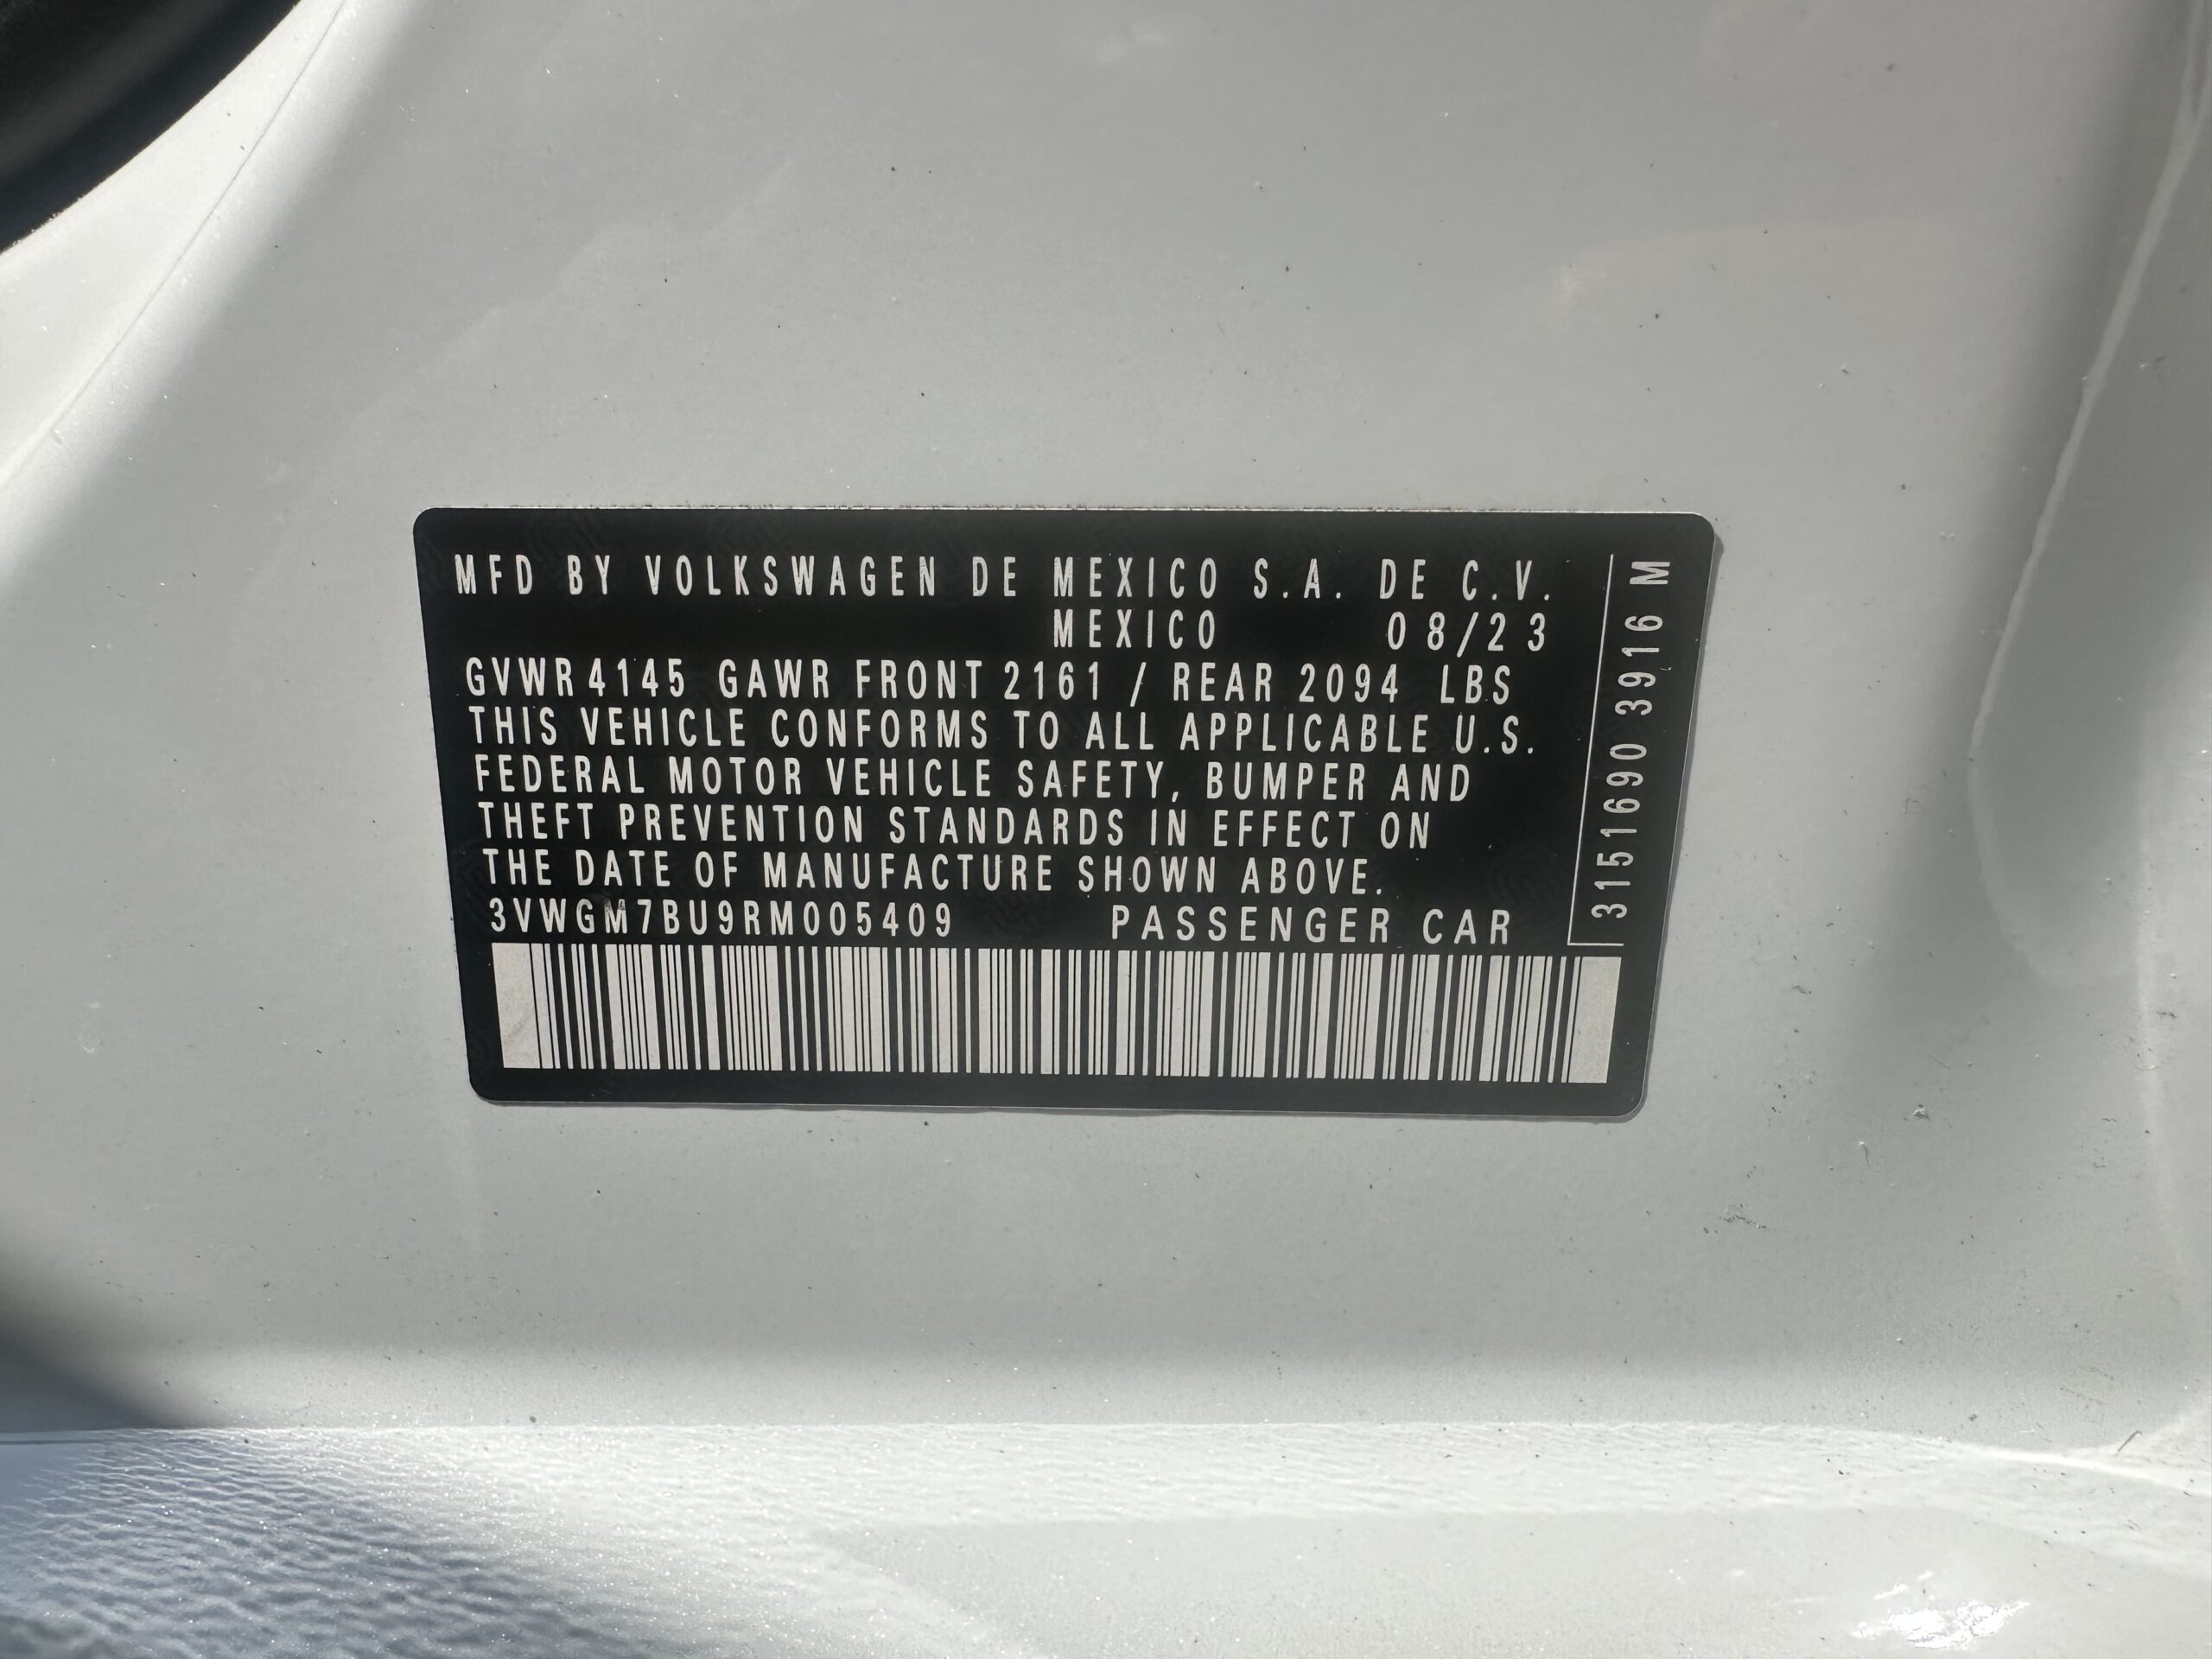 MFD BY VOLKSWAGEN DE MEXICO S.A. DE C.V.
MEXICO 08/23
GVWR 4145 GAWR FRONT 2161 / REAR 2094 LBS
THIS VEHICLE CONFORMS TO ALL APPLICABLE U.S.
FEDERAL MOTOR VEHICLE SAFETY, BUMPER AND
THEFT PREVENTION STANDARDS IN EFFECT ON
THE DATE OF MANUFACTURE SHOWN ABOVE.
3VWGM7BU9RM005409 PASSENGER CAR
3151690 3916 M